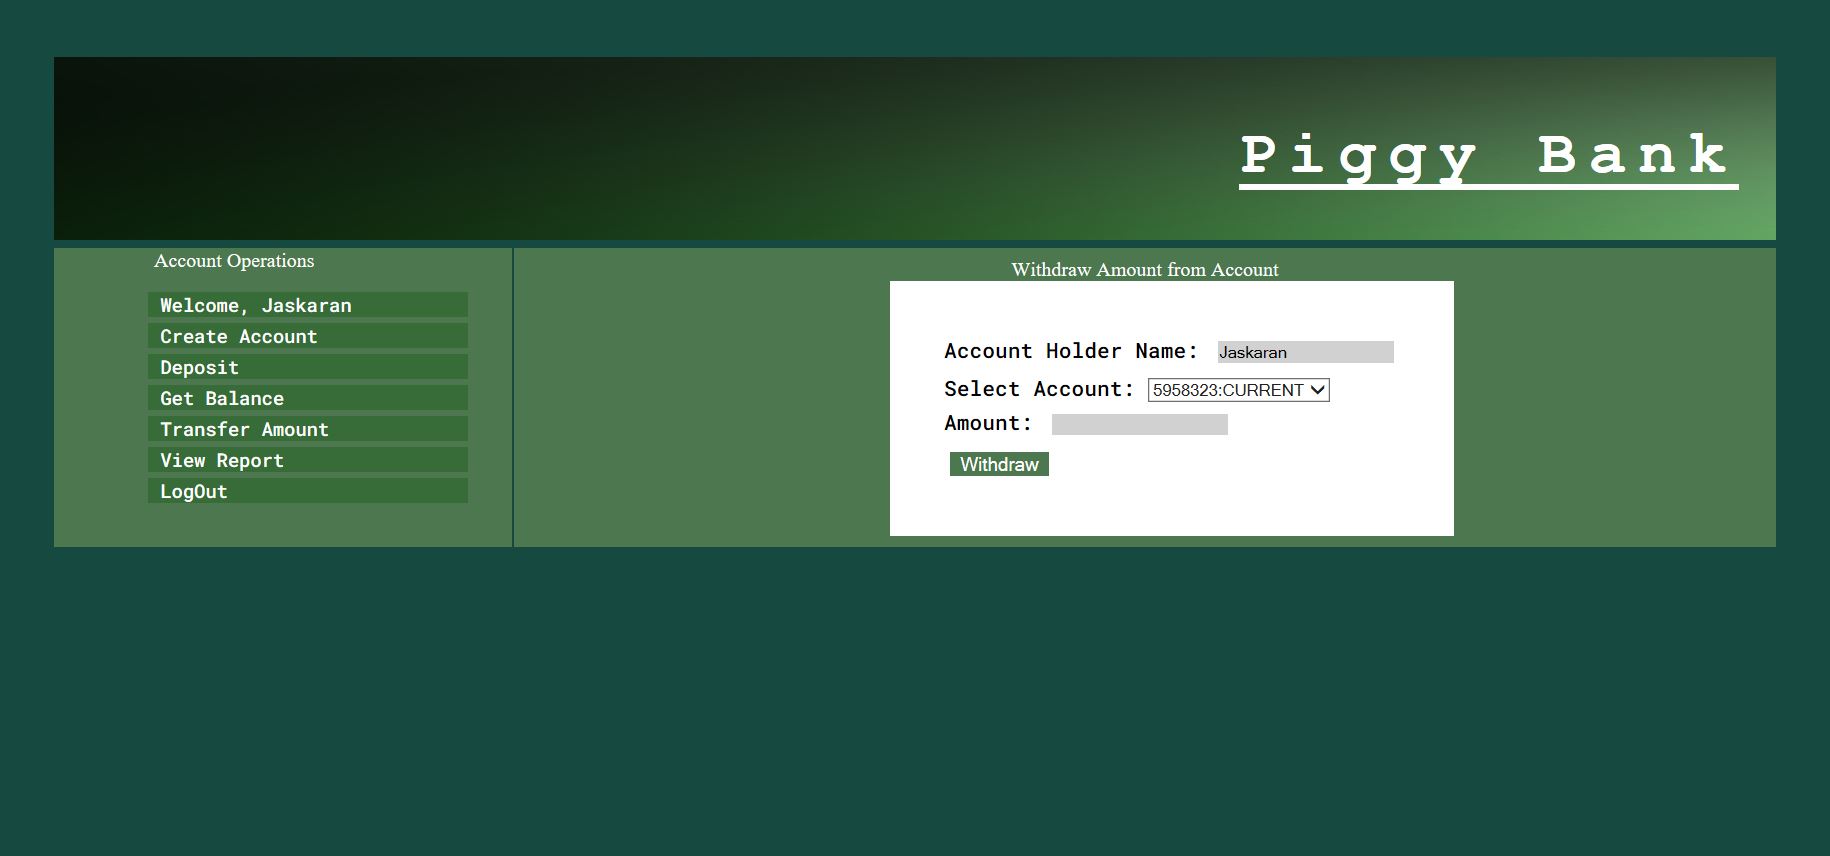 Piggy Bank
Account Operations
Welcome, Jaskaran
Create Account
Deposit
Get Balance
Transfer Amount
View Report
LogOut
Withdraw Amount from Account
Account Holder Name: Jaskaran
Select Account: 5958323:CURRENT
Amount:
Withdraw